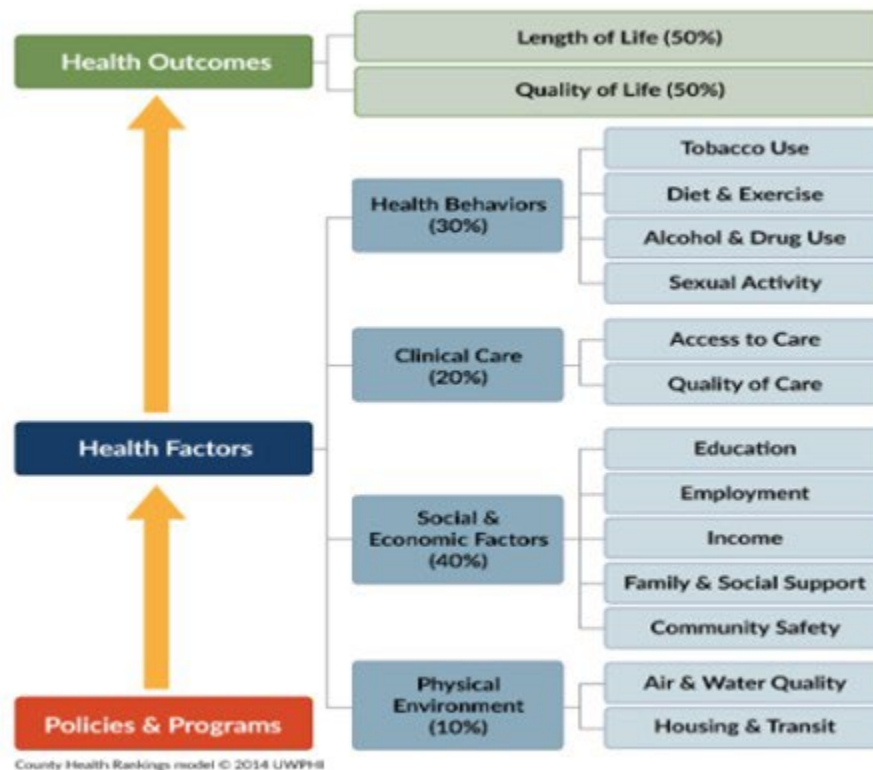 Health Outcomes
Length of Life (50%)
Quality of Life (50%)
Health Behaviors
(30%)
Tobacco Use
Diet & Exercise
Alcohol & Drug Use
Sexual Activity
Clinical Care
(20%)
Access to Care
Quality of Care
Health Factors
Social &
Economic Factors
(40%)
Education
Employment
Income
Family & Social Support
Community Safety
Physical
Environment
(10%)
Air & Water Quality
Housing & Transit
Policies & Programs
County Health Rankings model © 2014 UWPHI